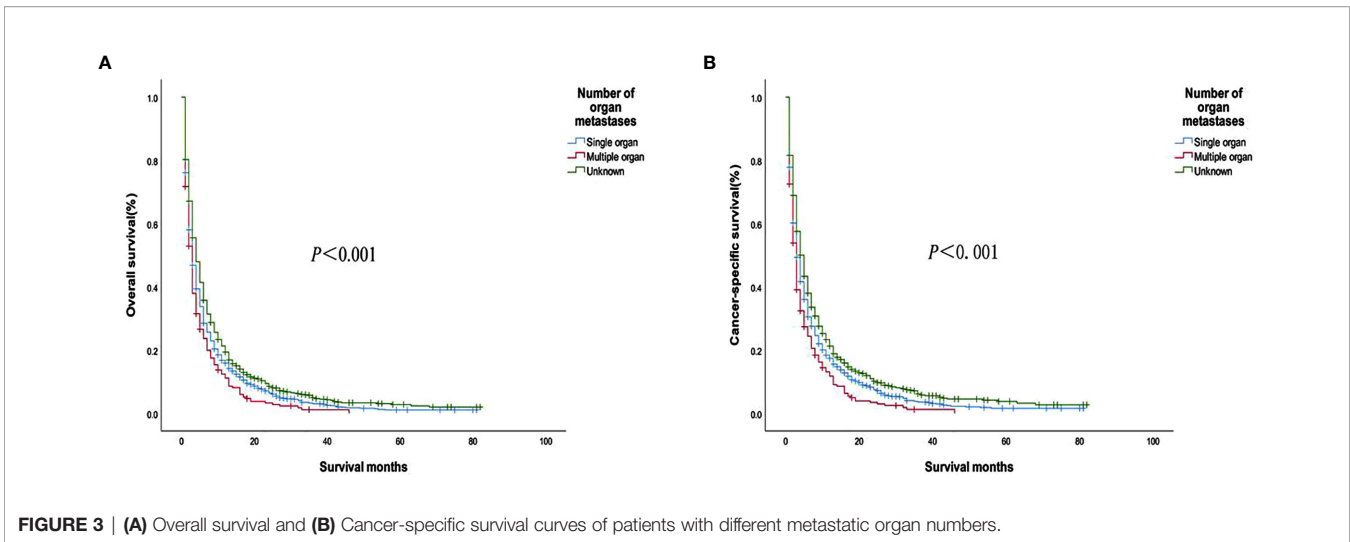 A
Number of
organ
metastases
Single organ
Multiple organ
Unknown
1.0
0.8
0.6
0.4
0.2
0.0
Overall survival(%)
P<0.001
0 20 40 60 80 100
Survival months
B
Number of
organ
metastases
Single organ
Multiple organ
Unknown
1.0
0.8
0.6
0.4
0.2
0.0
Cancer-specific survival(%)
P<0. 001
0 20 40 60 80 100
Survival months
FIGURE 3 | (A) Overall survival and (B) Cancer-specific survival curves of patients with different metastatic organ numbers.